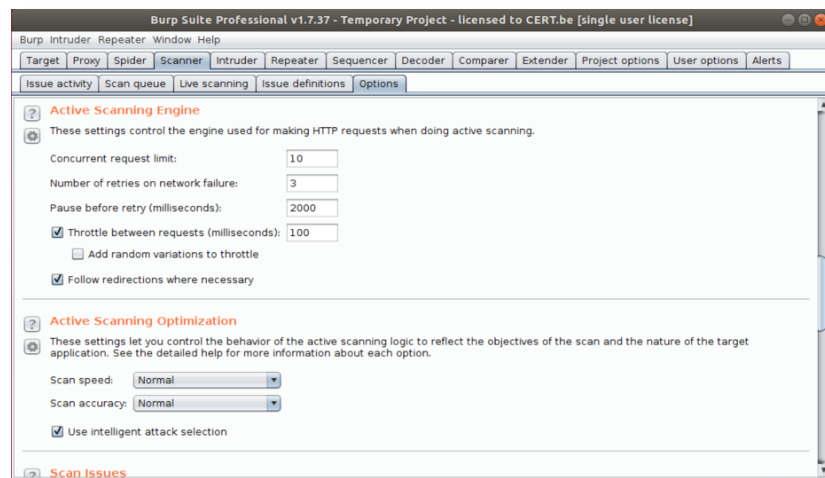 Burp Suite Professional v1.7.37 - Temporary Project - licensed to CERT.be [single user license]
Burp Intruder Repeater Window Help
Target Proxy Spider Scanner Intruder Repeater Sequencer Decoder Comparer Extender Project options User options Alerts
Issue activity Scan queue Live scanning Issue definitions Options
? Active Scanning Engine
These settings control the engine used for making HTTP requests when doing active scanning.
Concurrent request limit: 10
Number of retries on network failure: 3
Pause before retry (milliseconds): 2000
Throttle between requests (milliseconds): 100
Add random variations to throttle
Follow redirections where necessary
? Active Scanning Optimization
These settings let you control the behavior of the active scanning logic to reflect the objectives of the scan and the nature of the target
application. See the detailed help for more information about each option.
Scan speed: Normal
Scan accuracy: Normal
Use intelligent attack selection
? Scan Issues